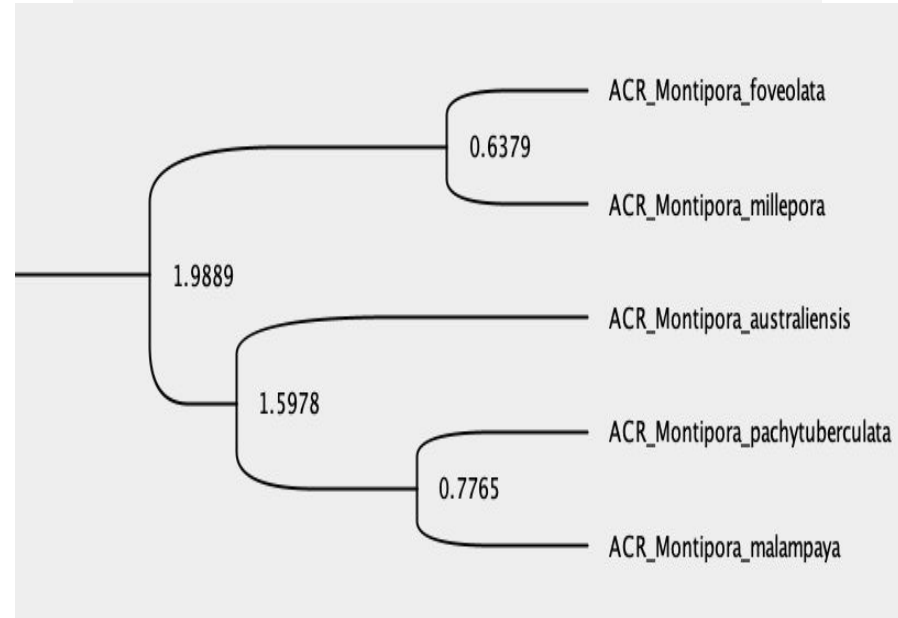 ACR_Montipora_foveolata
0.6379
ACR_Montipora_millepora
1.9889
ACR_Montipora_australiensis
1.5978
ACR_Montipora_pachytuberculata
0.7765
ACR_Montipora_malampaya